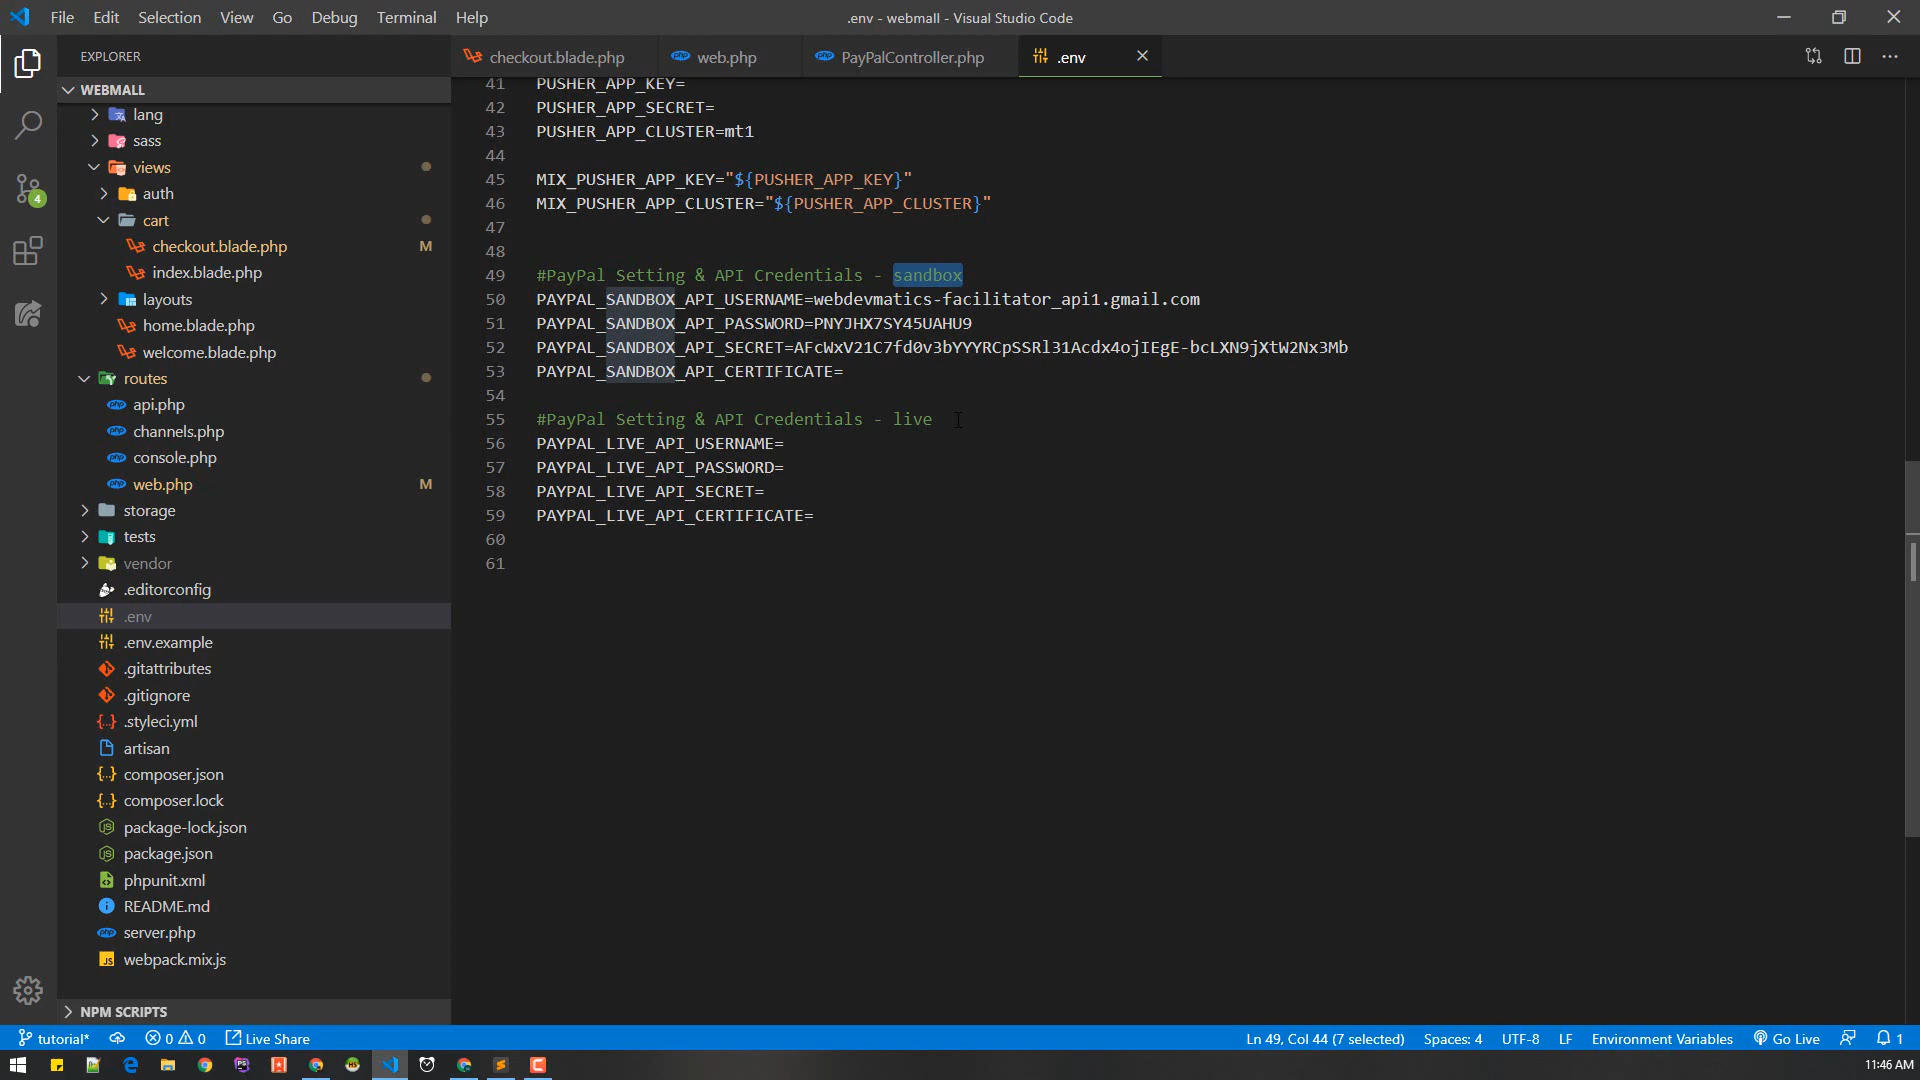 File Edit Selection View Go Debug Terminal Help
.env - webmall - Visual Studio Code
EXPLORER
checkout.blade.php
web.php
PayPalController.php
.env
WEBMALL
lang
sass
views
auth
cart
checkout.blade.php M
index.blade.php
layouts
home.blade.php
welcome.blade.php
routes
api.php
channels.php
console.php
web.php M
storage
tests
vendor
.editorconfig
.env
.env.example
.gitattributes
.gitignore
.styleci.yml
artisan
composer.json
composer.lock
package-lock.json
package.json
phpunit.xml
README.md
server.php
webpack.mix.js
NPM SCRIPTS
4
41 PUSHER_APP_KEY=
42 PUSHER_APP_SECRET=
43 PUSHER_APP_CLUSTER=mt1
44
45 MIX_PUSHER_APP_KEY="${PUSHER_APP_KEY}"
46 MIX_PUSHER_APP_CLUSTER="${PUSHER_APP_CLUSTER}"
47
48
49 #PayPal Setting & API Credentials - sandbox
50 PAYPAL_SANDBOX_API_USERNAME=webdevmatics-facilitator_api1.gmail.com
51 PAYPAL_SANDBOX_API_PASSWORD=PNYJHX7SY45UAHU9
52 PAYPAL_SANDBOX_API_SECRET=AFcWxV21C7fd0v3bYYYRCpSSRl31Acdx4ojIEgE-bcLXN9jXtW2Nx3Mb
53 PAYPAL_SANDBOX_API_CERTIFICATE=
54
55 #PayPal Setting & API Credentials - live
56 PAYPAL_LIVE_API_USERNAME=
57 PAYPAL_LIVE_API_PASSWORD=
58 PAYPAL_LIVE_API_SECRET=
59 PAYPAL_LIVE_API_CERTIFICATE=
60
61
tutorial* 0 0 Live Share
Ln 49, Col 44 (7 selected) Spaces: 4 UTF-8 LF Environment Variables Go Live 1
11:46 AM